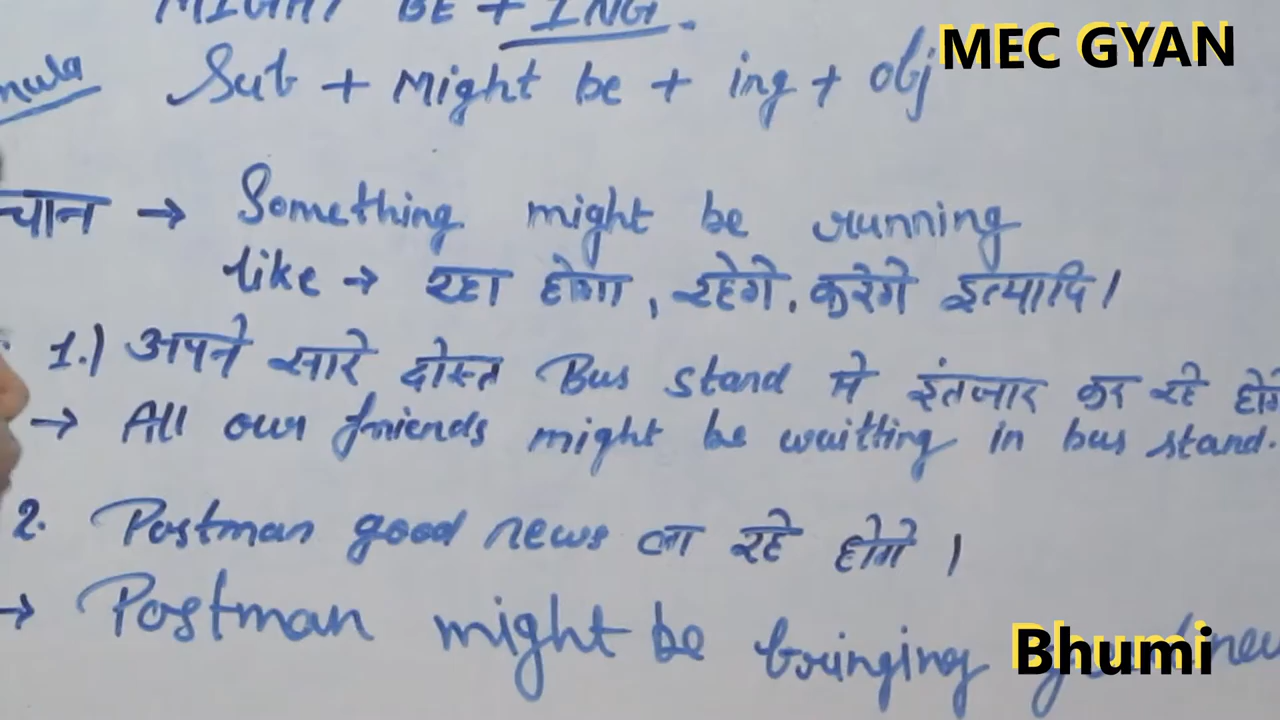 MIGHT BE + ING.
MEC GYAN
Sub + Might be + ing + obj
चान → Something might be running
like → रहा होगा, रहेगे, करेगे इत्यादि।
1.) अपने सारे दोस्त Bus stand मे इंतजार कर रहे होगे
→ All our friends might be waitting in bus stand.
2. Postman good news ला रहे होगे।
→ Postman might be bringing
Bhumi